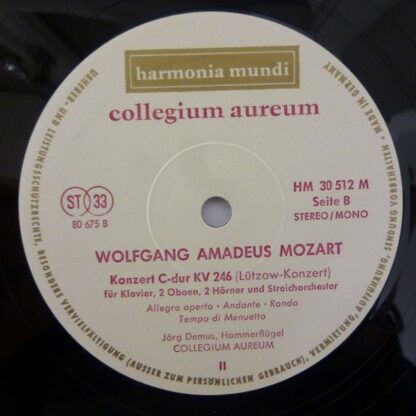 harmonia mundi
collegium aureum
ST 33
80 675 B
HM 30 512 M
Seite B
STEREO/MONO
WOLFGANG AMADEUS MOZART
Konzert C-dur KV 246 (Lützow-Konzert)
für Klavier, 2 Oboen, 2 Hörner und Streichorchester
Allegro aperto · Andante · Rondo
Tempo di Menuetto
Jörg Demus, Hammerflügel
COLLEGIUM AUREUM
II
URHEBER- UND LEISTUNGSSCHUTZRECHTE, BESONDERS VERVIELFÄLTIGUNG (AUSSER ZUM PERSÖNLICHEN GEBRAUCH), VERMIETUNG, AUFFÜHRUNG, SENDUNG VORBEHALTEN • MADE IN GERMANY